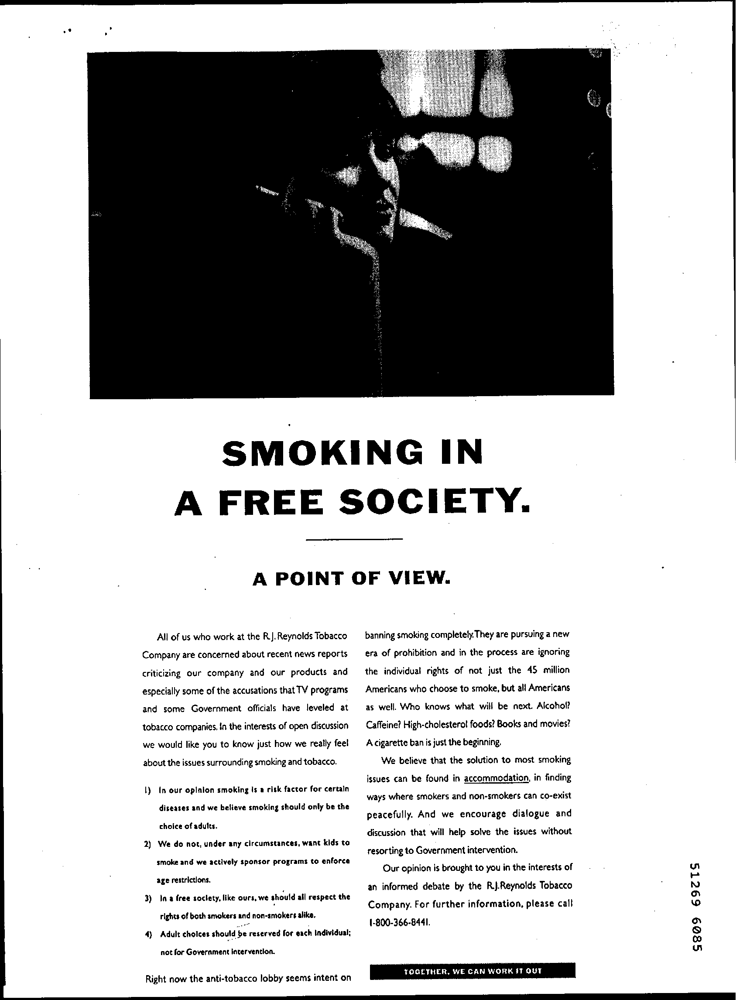 SMOKING IN
A FREE SOCIETY.
A POINT OF VIEW.
All of us who work at the R.J. Reynolds Tobacco
Company are concerned about recent news reports
criticizing our company and our products and
especially some of the accusations that TV programs
and some Government officials have leveled at
tobacco companies. In the interests of open discussion
we would like you to know just how we really feel
about the issues surrounding smoking and tobacco.
1) In our opinion smoking is a risk factor for certain
diseases and we believe smoking should only be the
choice of adults.
2) We do not, under any circumstances, want kids to
smoke and we actively sponsor programs to enforce
age restrictions.
3) In a free society, like ours, we should all respect the
rights of both smokers and non-smokers alike.
4) Adult choices should be reserved for each individual;
not for Government intervention.
Right now the anti-tobacco lobby seems intent on
banning smoking completely. They are pursuing a new
era of prohibition and in the process are ignoring
the individual rights of not just the 45 million
Americans who choose to smoke, but all Americans
as well. Who knows what will be next. Alcohol?
Caffeine? High-cholesterol foods? Books and movies?
A cigarette ban is just the beginning.
We believe that the solution to most smoking
issues can be found in accommodation, in finding
ways where smokers and non-smokers can co-exist
peacefully. And we encourage dialogue and
discussion that will help solve the issues without
resorting to Government intervention.
Our opinion is brought to you in the interests of
an informed debate by the R.J. Reynolds Tobacco
Company. For further information, please call
1-800-366-8441.
TOGETHER, WE CAN WORK IT OUT
51269 6085